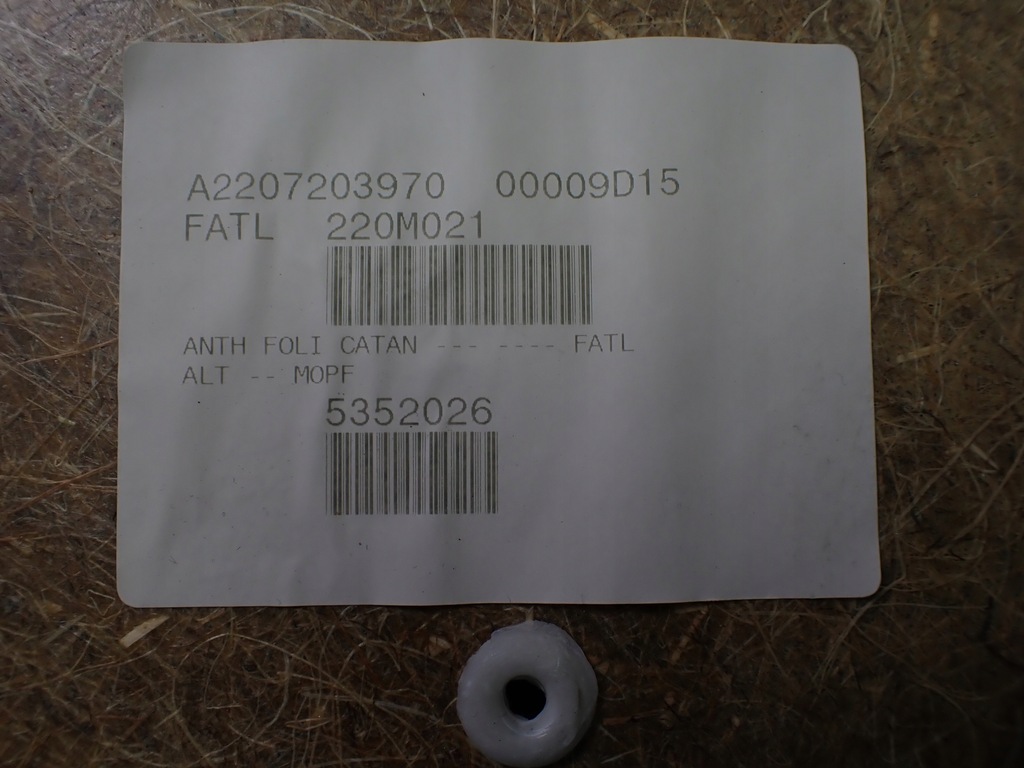 A2207203970 00009D15
FATL 220M021
ANTH FOLI CATAN --- ---- FATL
ALT -- MOPF
5352026